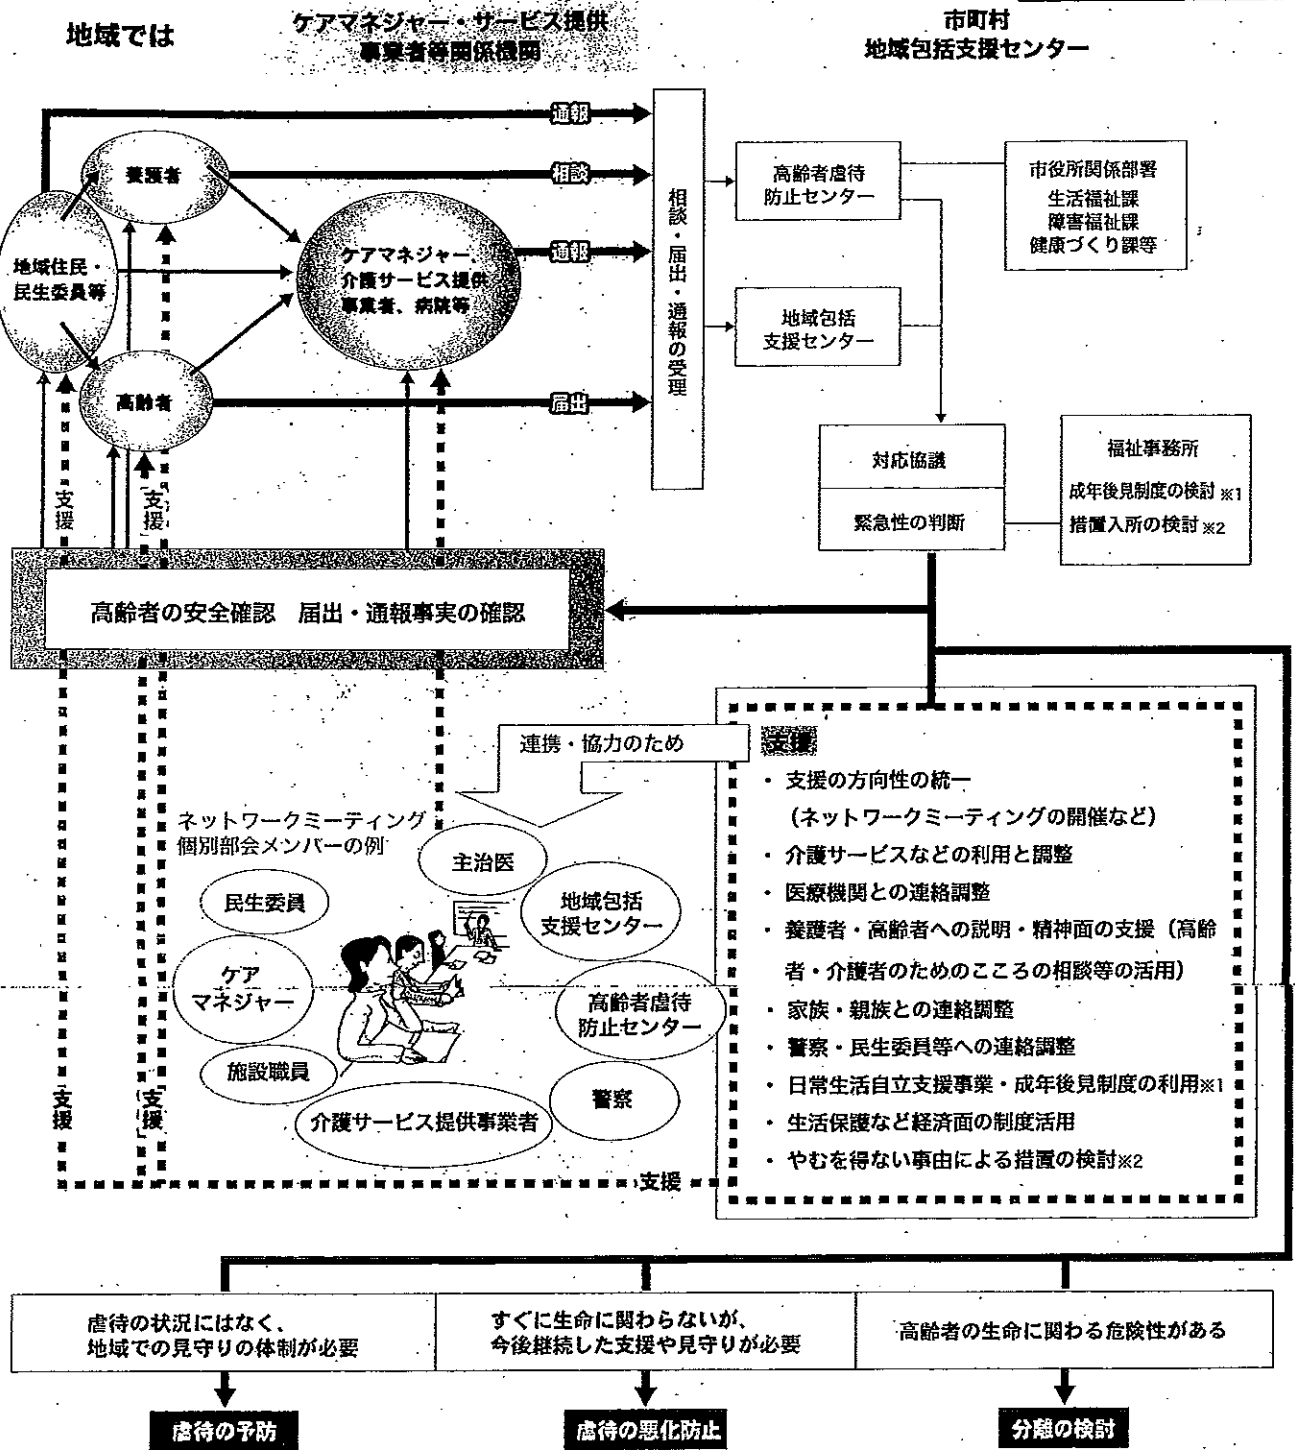 地域では
ケアマネジャー・サービス提供
事業者等関係機関
市町村
地域包括支援センター
通報
養護者
相談
地域住民・
民生委員等
ケアマネジャー、
介護サービス提供
事業者、病院等
通報
高齢者
届出
相談・届出・通報の受理
高齢者虐待
防止センター
市役所関係部署
生活福祉課
障害福祉課
健康づくり課等
地域包括
支援センター
対応協議
緊急性の判断
福祉事務所
成年後見制度の検討※1
措置入所の検討※2
支援
支援
高齢者の安全確認 届出・通報事実の確認
連携・協力のため
ネットワークミーティング
個別部会メンバーの例
主治医
民生委員
地域包括
支援センター
ケア
マネジャー
高齢者虐待
防止センター
施設職員
警察
介護サービス提供事業者
支援
支援
支援
支援
・支援の方向性の統一
(ネットワークミーティングの開催など)
・介護サービスなどの利用と調整
・医療機関との連絡調整
・養護者・高齢者への説明・精神面の支援(高齢
者・介護者のためのこころの相談等の活用)
・家族・親族との連絡調整
・警察・民生委員等への連絡調整
・日常生活自立支援事業・成年後見制度の利用※1
・生活保護など経済面の制度活用
・やむを得ない事由による措置の検討※2
虐待の状況にはなく、
地域での見守りの体制が必要
すぐに生命に関わらないが、
今後継続した支援や見守りが必要
高齢者の生命に関わる危険性がある
虐待の予防
虐待の悪化防止
分離の検討